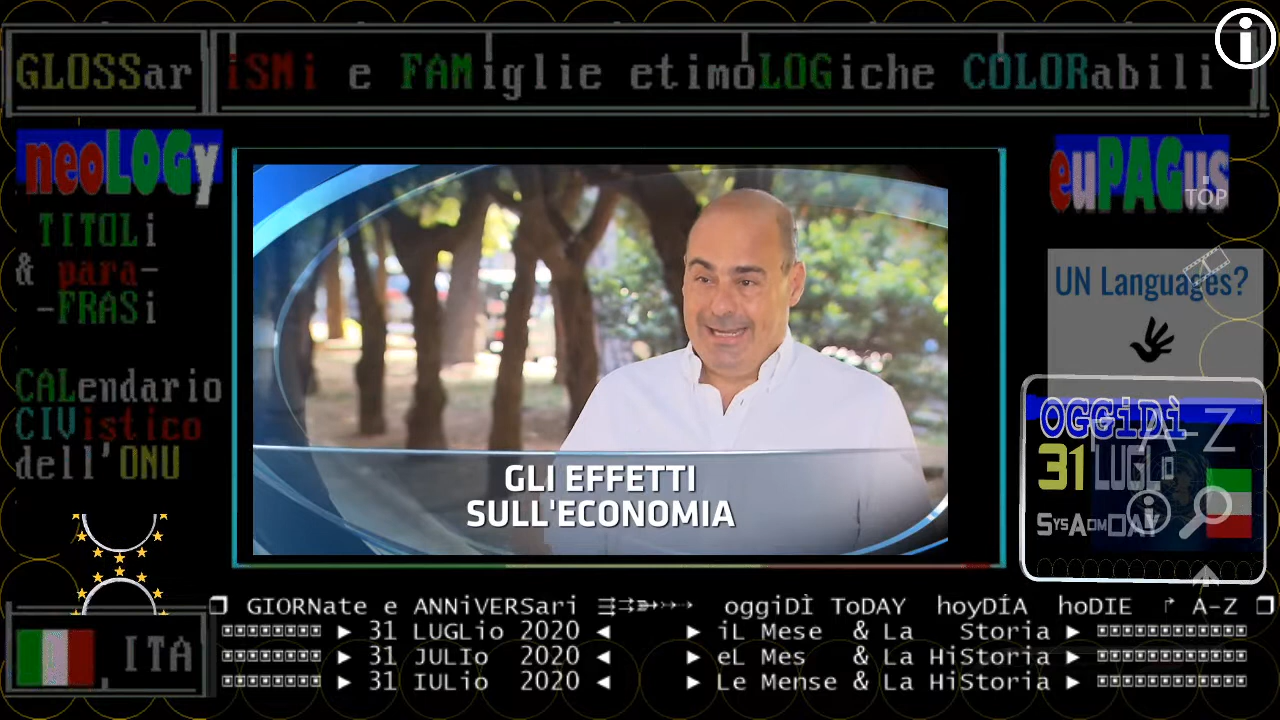 GLOSSar iSMi e FAMiglie etimoLOGiche COLORabili
neoLOGy
TITOLi
& para-
-FRASi
CALendario
CIVistico
dell'ONU
GLI EFFETTI
SULL'ECONOMIA
euPAGus
TOP
UN Languages?
OGGiDÌ
A-Z
31 LUGLiO
SYSADMDAY
❐ GIORNate e ANNiVERSari oggiDÌ ToDAY hoyDÍA hoDIE ↱ A-Z ❐
▶ 31 LUGLio 2020 ◀ ▶ iL Mese & La Storia ▶
▶ 31 JULIo 2020 ◀ ▶ eL Mes & La HiStoria ▶
▶ 31 IULio 2020 ◀ ▶ Le Mense & La HiStoria ▶
ITA